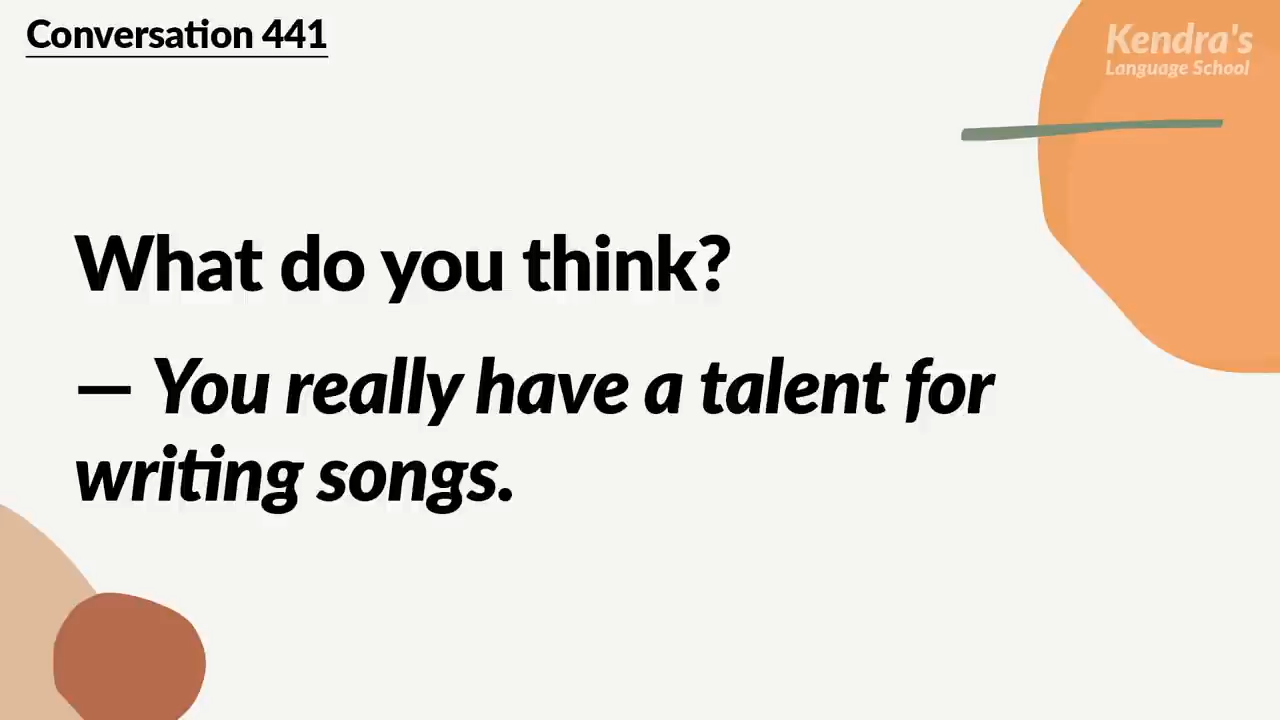 Conversation 441
Kendra's
Language School
What do you think?
— You really have a talent for
writing songs.